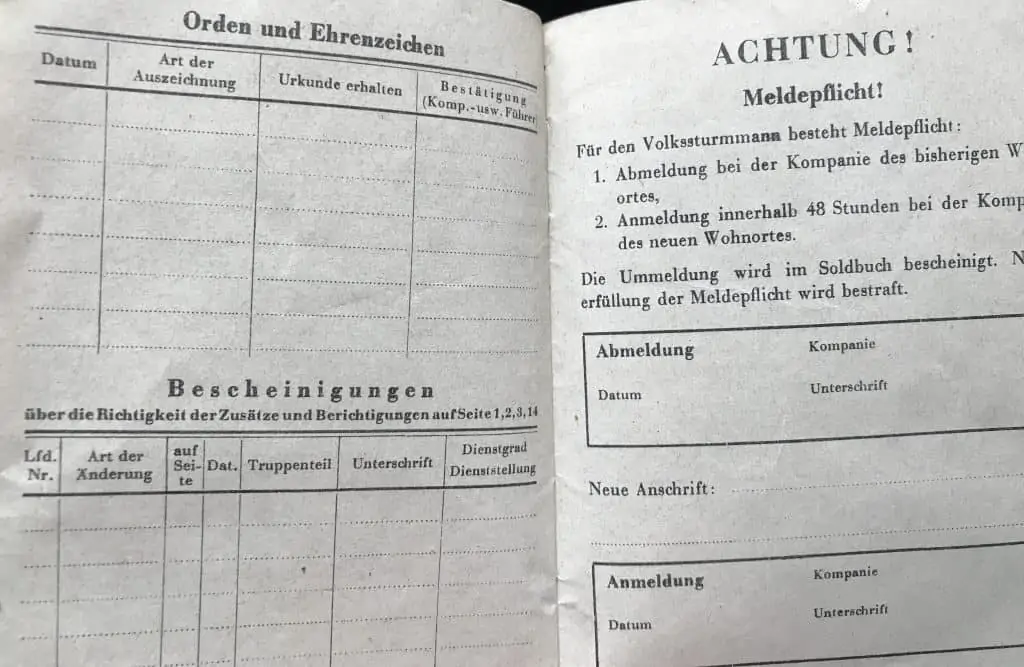 Orden und Ehrenzeichen
Datum
Art der
Auszeichnung
Urkunde erhalten
Bestätigung
(Komp.-usw. Führer
Bescheinigungen
über die Richtigkeit der Zusätze und Berichtigungen auf Seite 1, 2, 3, 14
Lfd.
Nr.
Art der
Änderung
auf
Sei-
te
Dat.
Truppenteil
Unterschrift
Dienstgrad
Dienststellung
ACHTUNG!
Meldepflicht!
Für den Volkssturmmann besteht Meldepflicht:
1. Abmeldung bei der Kompanie des bisherigen
ortes,
2. Anmeldung innerhalb 48 Stunden bei der
des neuen Wohnortes.
Die Ummeldung wird im Soldbuch bescheinigt.
erfüllung der Meldepflicht wird bestraft.
Abmeldung
Kompanie
Datum
Unterschrift
Neue Anschrift:
Anmeldung
Kompanie
Datum
Unterschrift